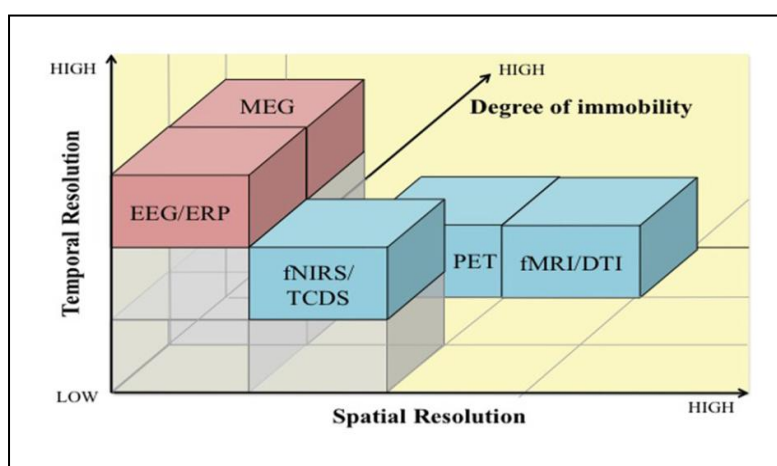 HIGH
HIGH
MEG
Degree of immobility
Temporal Resolution
EEG/ERP
PET
fMRI/DTI
fNIRS/
TCDS
LOW
HIGH
Spatial Resolution